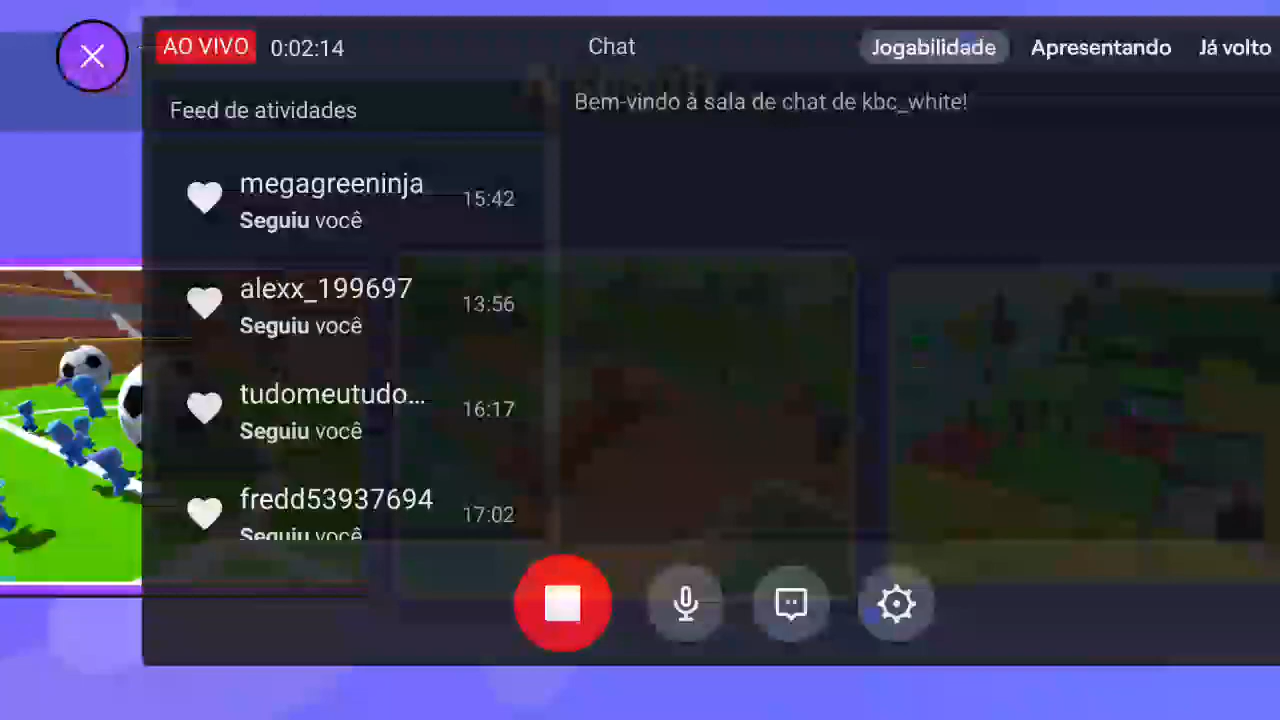 AO VIVO 0:02:14 Chat Jogabilidade Apresentando Já volto
Feed de atividades
Bem-vindo à sala de chat de kbc_white!
megagreeninja 15:42
Seguiu você
alexx_199697 13:56
Seguiu você
tudomeutudo... 16:17
Seguiu você
fredd53937694 17:02
Seguiu você